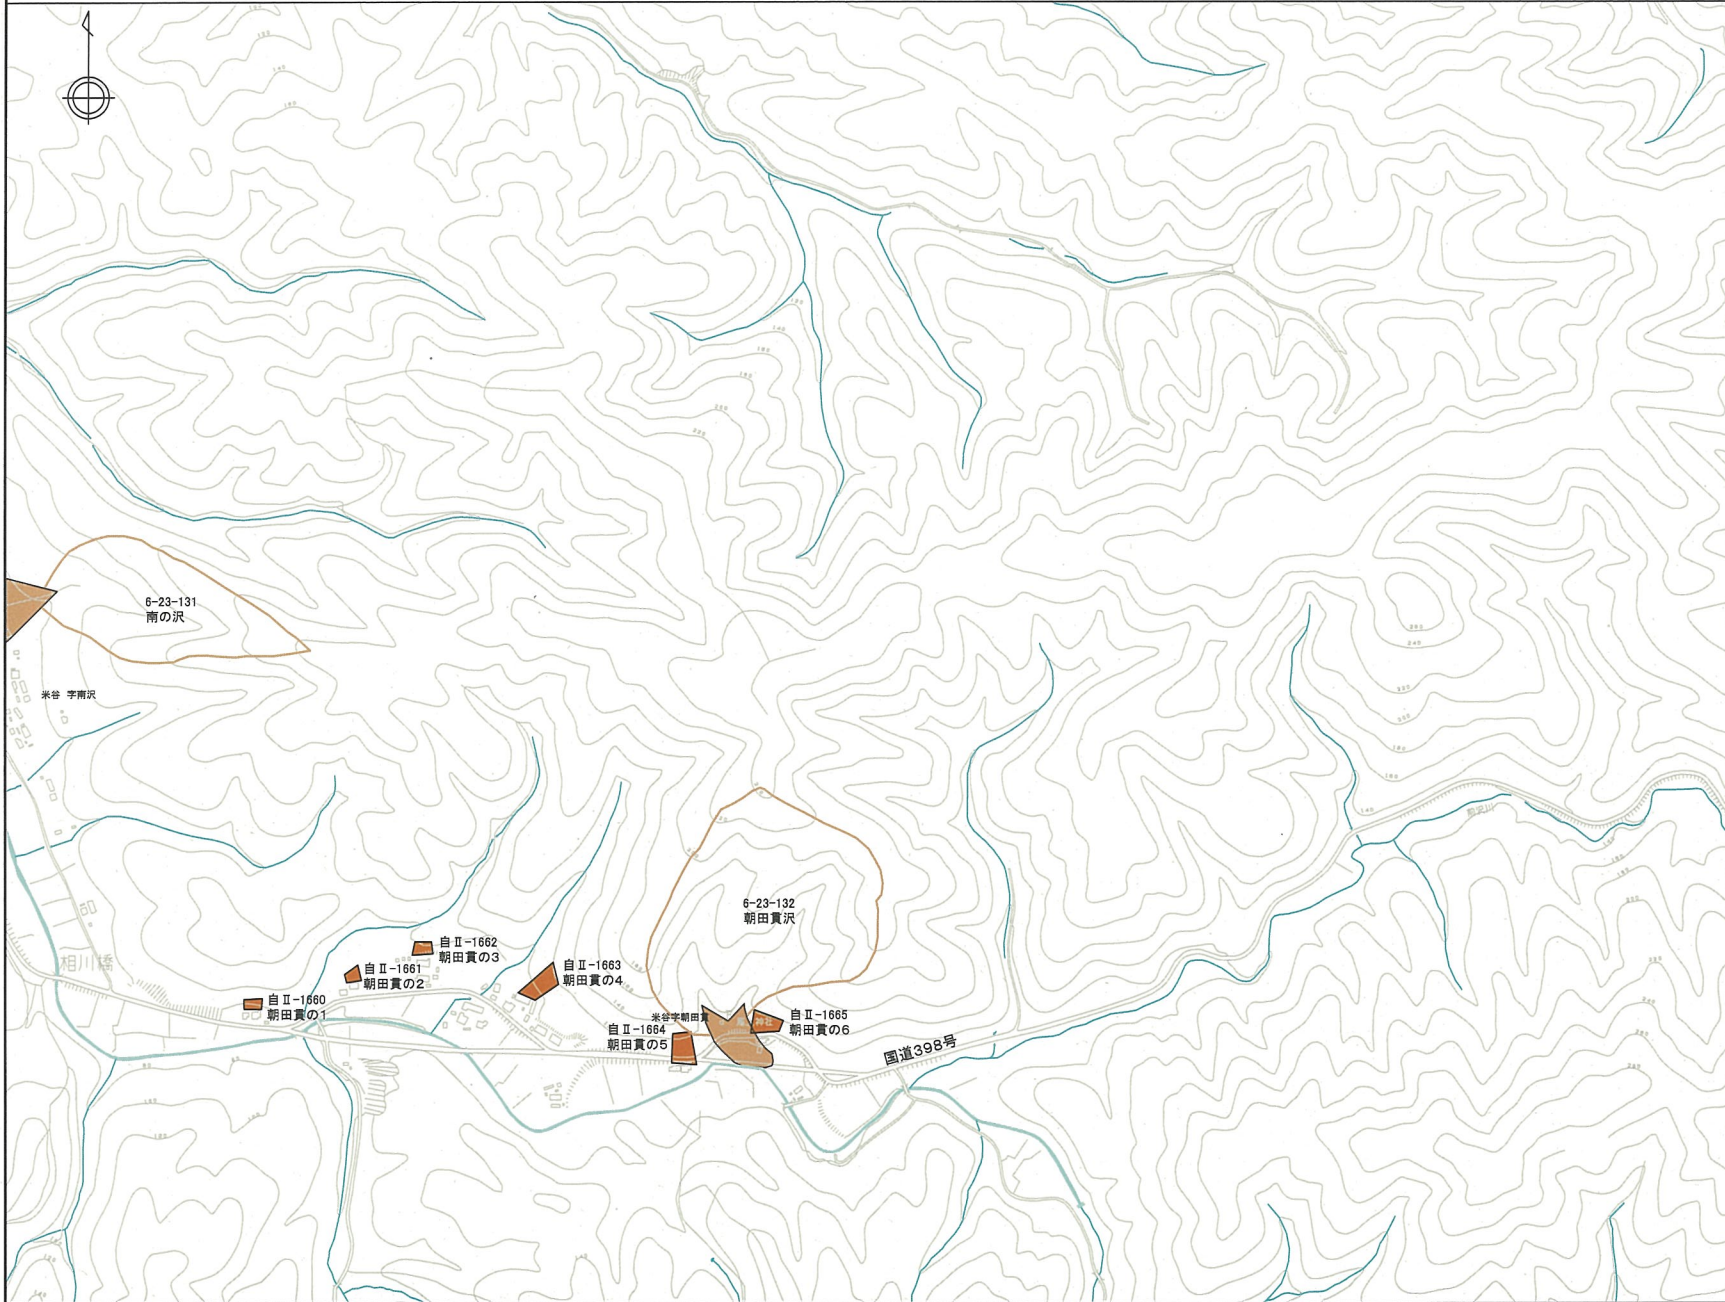 6-23-131
南の沢
米谷 字南沢
6-23-132
朝田貫沢
相川橋
自Ⅱ-1662
朝田貫の3
自Ⅱ-1661
朝田貫の2
自Ⅱ-1663
朝田貫の4
自Ⅱ-1660
朝田貫の1
米谷字朝田貫
自Ⅱ-1664
朝田貫の5
神社
自Ⅱ-1665
朝田貫の6
国道398号